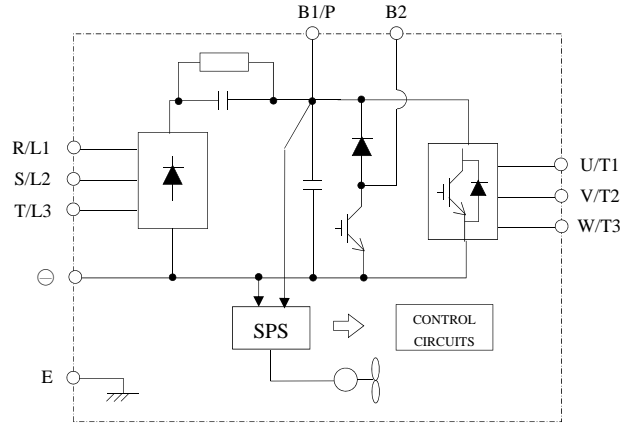 B1/P B2
R/L1
S/L2
T/L3
U/T1
V/T2
W/T3
⊖
SPS
CONTROL
CIRCUITS
E